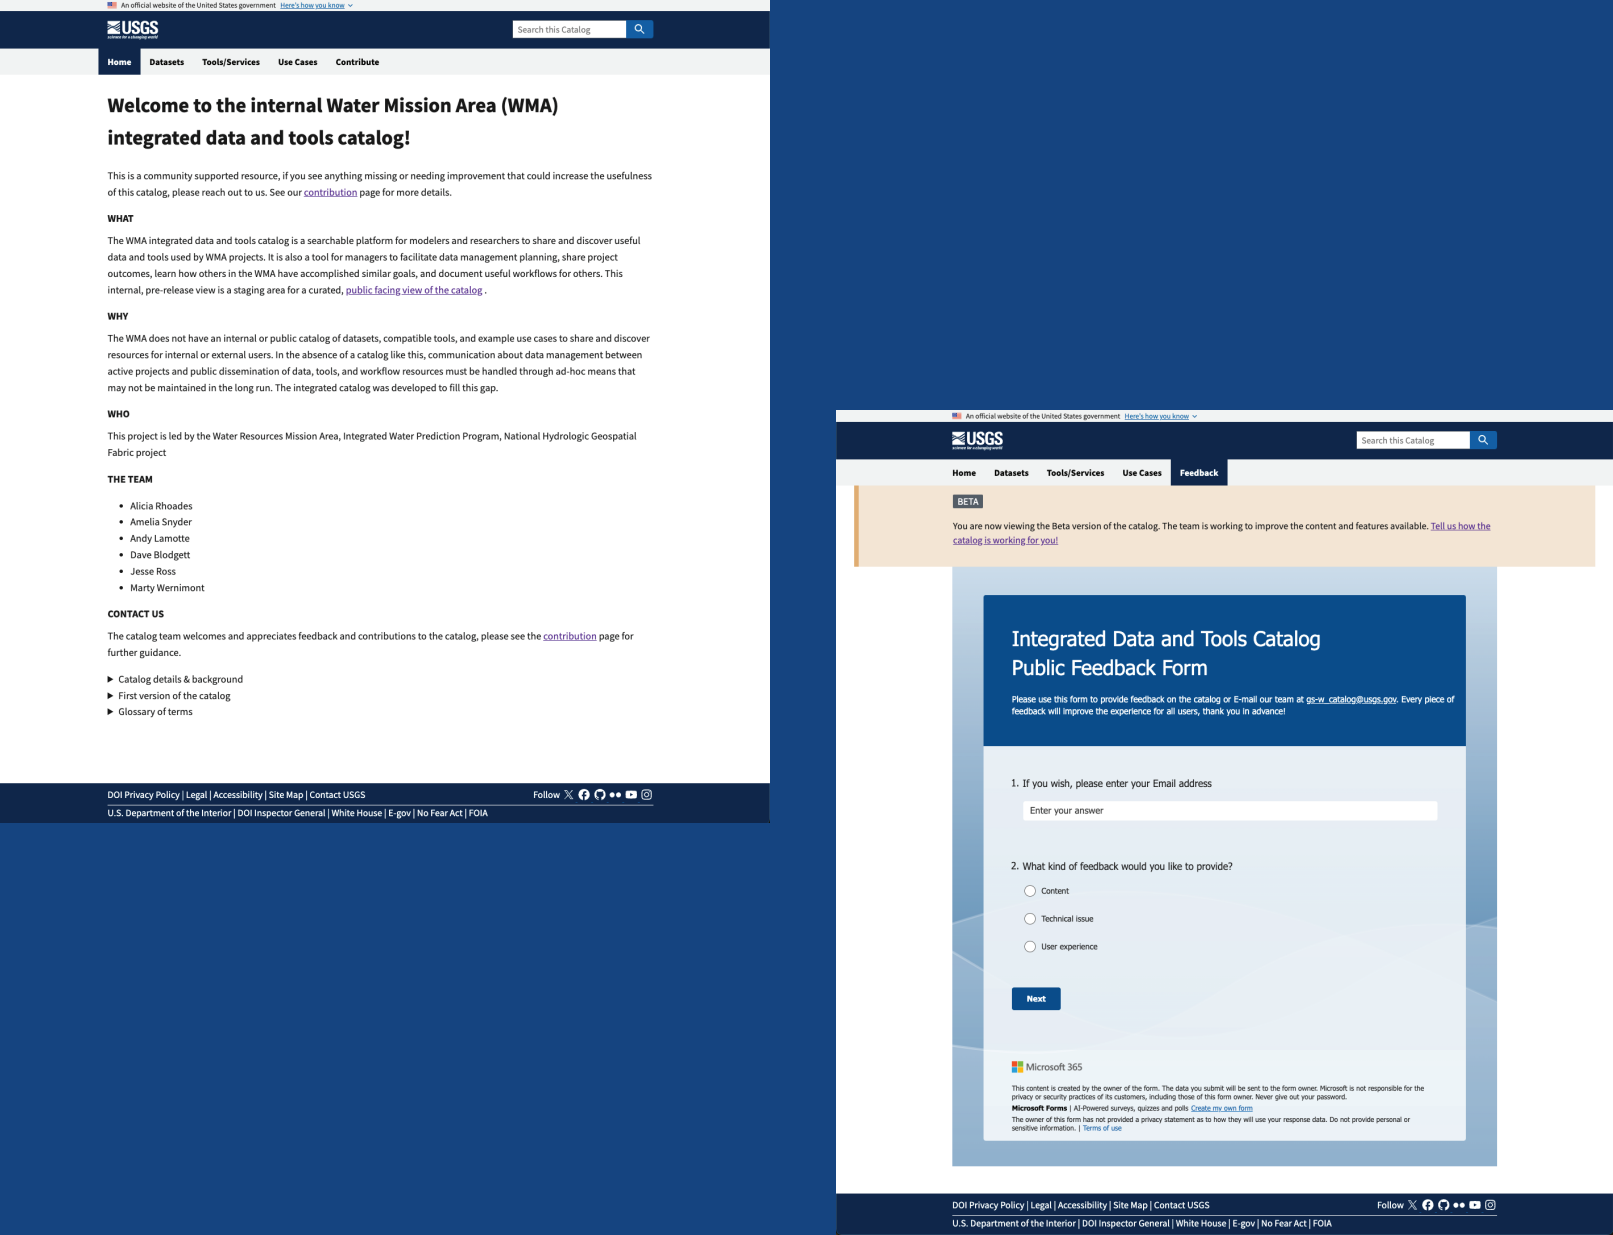 An official website of the United States government Here's how you know
USGS
science for a changing world
Search this Catalog
Home Datasets Tools/Services Use Cases Contribute
Welcome to the internal Water Mission Area (WMA)
integrated data and tools catalog!
This is a community supported resource, if you see anything missing or needing improvement that could increase the usefulness
of this catalog, please reach out to us. See our contribution page for more details.
WHAT
The WMA integrated data and tools catalog is a searchable platform for modelers and researchers to share and discover useful
data and tools used by WMA projects. It is also a tool for managers to facilitate data management planning, share project
outcomes, learn how others in the WMA have accomplished similar goals, and document useful workflows for others. This
internal, pre-release view is a staging area for a curated, public facing view of the catalog .
WHY
The WMA does not have an internal or public catalog of datasets, compatible tools, and example use cases to share and discover
resources for internal or external users. In the absence of a catalog like this, communication about data management between
active projects and public dissemination of data, tools, and workflow resources must be handled through ad-hoc means that
may not be maintained in the long run. The integrated catalog was developed to fill this gap.
WHO
This project is led by the Water Resources Mission Area, Integrated Water Prediction Program, National Hydrologic Geospatial
Fabric project
THE TEAM
• Alicia Rhoades
• Amelia Snyder
• Andy Lamotte
• Dave Blodgett
• Jesse Ross
• Marty Wernimont
CONTACT US
The catalog team welcomes and appreciates feedback and contributions to the catalog, please see the contribution page for
further guidance.
Catalog details & background
First version of the catalog
Glossary of terms
DOI Privacy Policy | Legal | Accessibility | Site Map | Contact USGS
Follow
U.S. Department of the Interior | DOI Inspector General | White House | E-gov | No Fear Act | FOIA
An official website of the United States government Here's how you know
USGS
science for a changing world
Search this Catalog
Home Datasets Tools/Services Use Cases Feedback
BETA
You are now viewing the Beta version of the catalog. The team is working to improve the content and features available. Tell us how the
catalog is working for you!
Integrated Data and Tools Catalog
Public Feedback Form
Please use this form to provide feedback on the catalog or E-mail our team at gs-w_catalog@usgs.gov. Every piece of
feedback will improve the experience for all users, thank you in advance!
1. If you wish, please enter your Email address
Enter your answer
2. What kind of feedback would you like to provide?
Content
Technical issue
User experience
Next
Microsoft 365
This content is created by the owner of the form. The data you submit will be sent to the form owner. Microsoft is not responsible for the
privacy or security practices of its customers, including those of this form owner. Never give out your password.
Microsoft Forms | AI-Powered surveys, quizzes and polls Create my own form
The owner of this form has not provided a privacy statement as to how they will use your response data. Do not provide personal or
sensitive information. | Terms of use
DOI Privacy Policy | Legal | Accessibility | Site Map | Contact USGS
Follow
U.S. Department of the Interior | DOI Inspector General | White House | E-gov | No Fear Act | FOIA